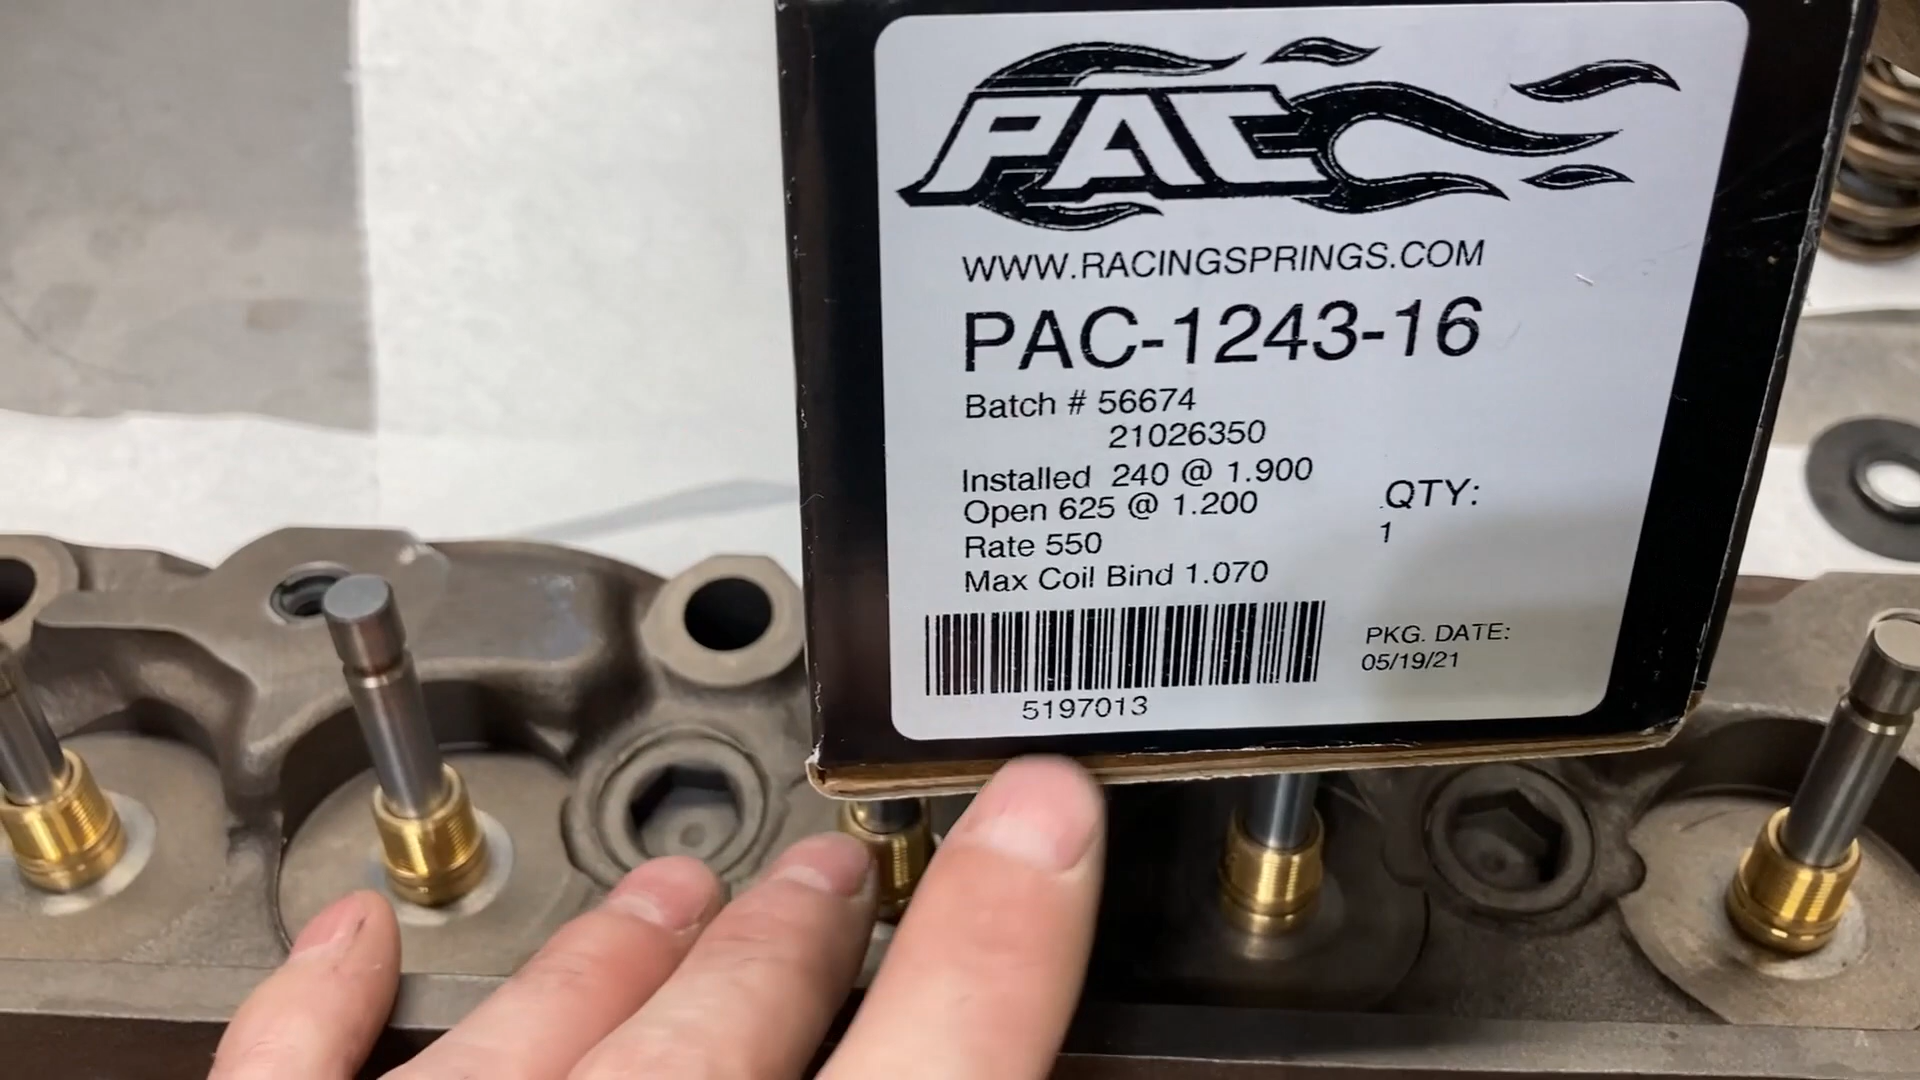 PAC
WWW.RACINGSPRINGS.COM
PAC-1243-16
Batch # 56674
21026350
Installed 240 @ 1.900
Open 625 @ 1.200
Rate 550
Max Coil Bind 1.070
QTY:
1
PKG. DATE:
05/19/21
5197013